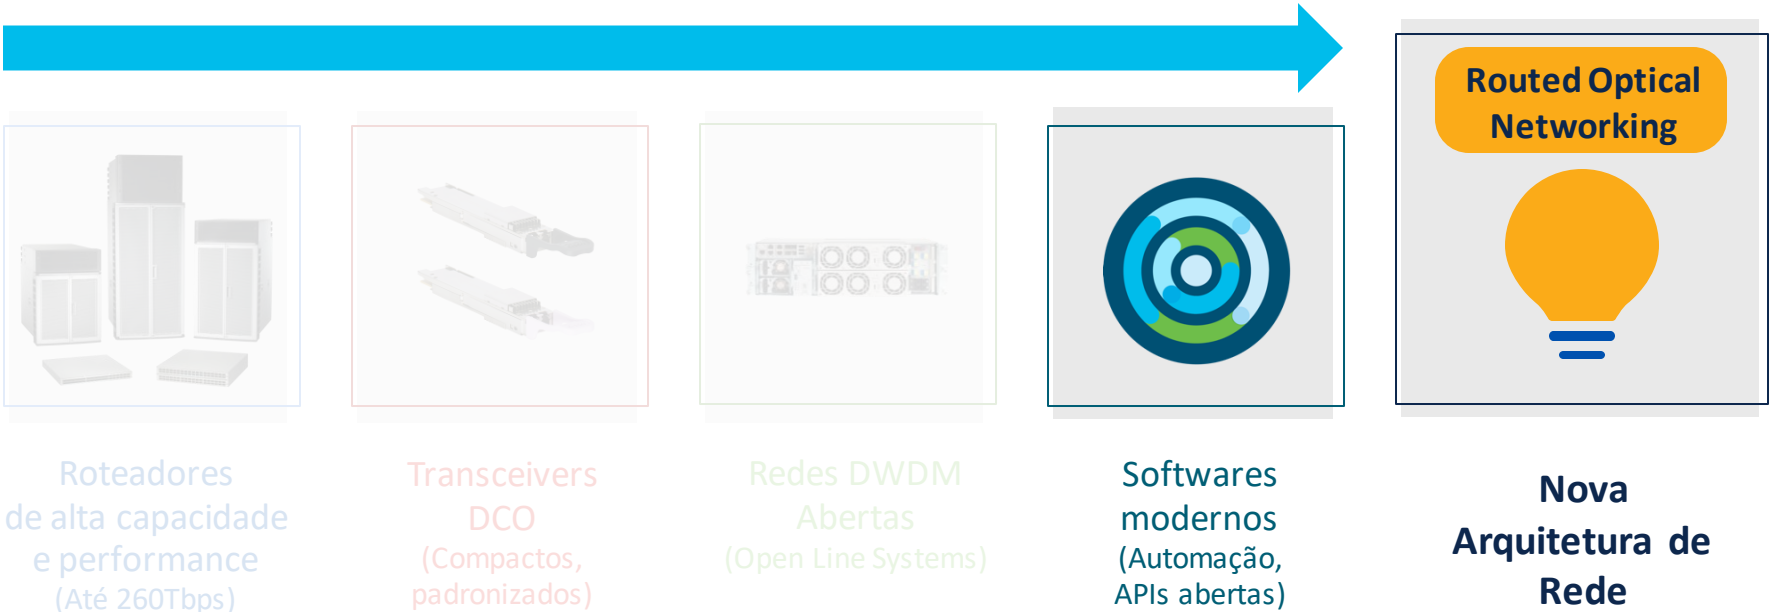 Routed Optical
Networking
Roteadores
de alta capacidade
e performance
(Até 260Tbps)
Transceivers
DCO
(Compactos,
padronizados)
Redes DWDM
Abertas
(Open Line Systems)
Softwares
modernos
(Automação,
APIs abertas)
Nova
Arquitetura de
Rede